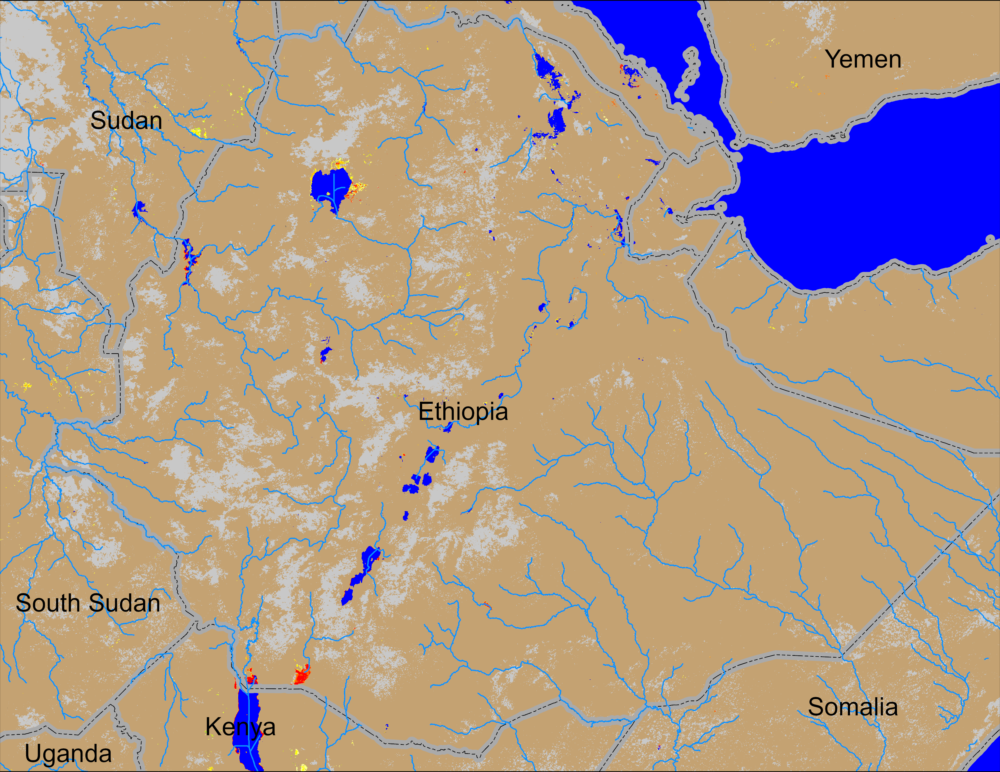 Yemen
Sudan
Ethiopia
South Sudan
Somalia
Kenya
Uganda